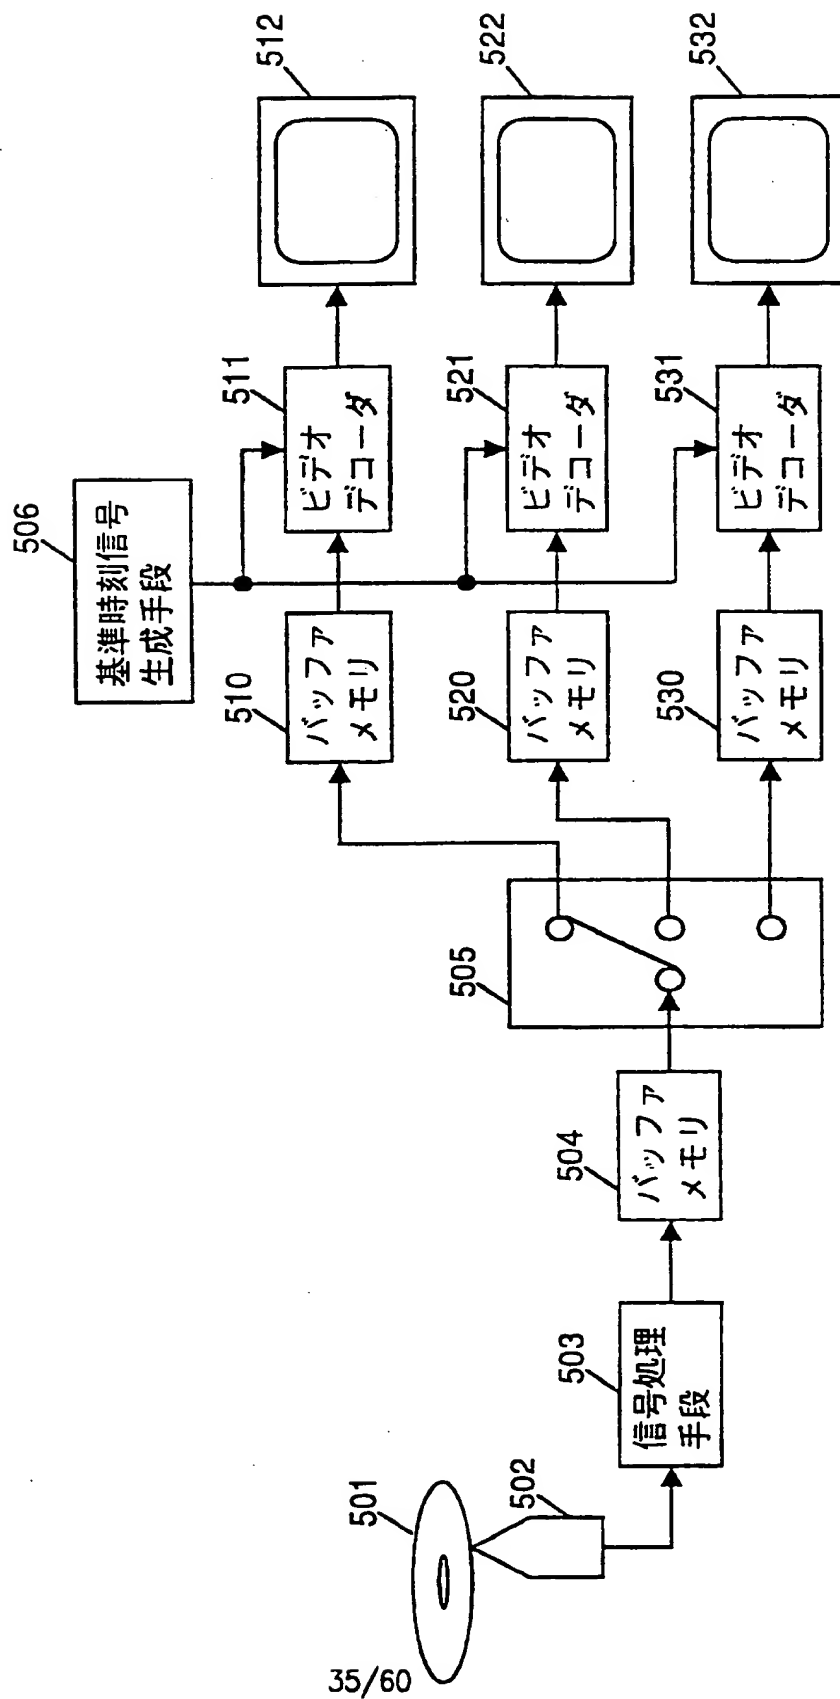 35/60
501
502
503
信号処理
手段
504
バッファ
メモリ
505
506
基準時刻信号
生成手段
510
バッファ
メモリ
511
ビデオ
デコーダ
512
520
バッファ
メモリ
521
ビデオ
デコーダ
522
530
バッファ
メモリ
531
ビデオ
デコーダ
532